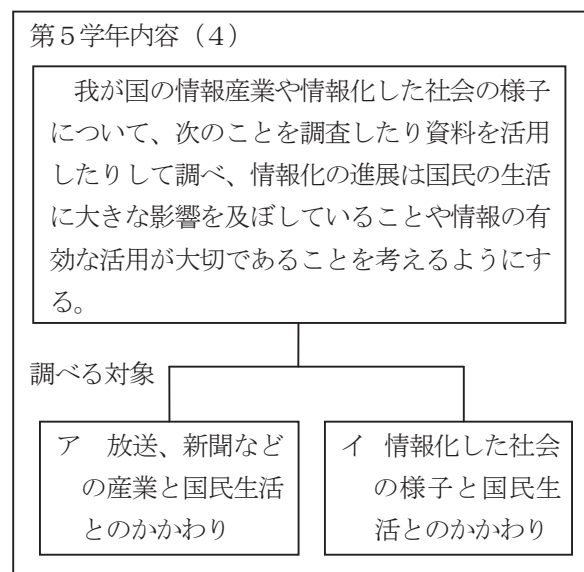 第5学年内容(4)
我が国の情報産業や情報化した社会の様子
について、次のことを調査したり資料を活用
したりして調べ、情報化の進展は国民の生活
に大きな影響を及ぼしていることや情報の有
効な活用が大切であることを考えるようにす
る。
調べる対象
ア 放送、新聞など
の産業と国民生活
とのかかわり
イ 情報化した社会
の様子と国民生
活とのかかわり